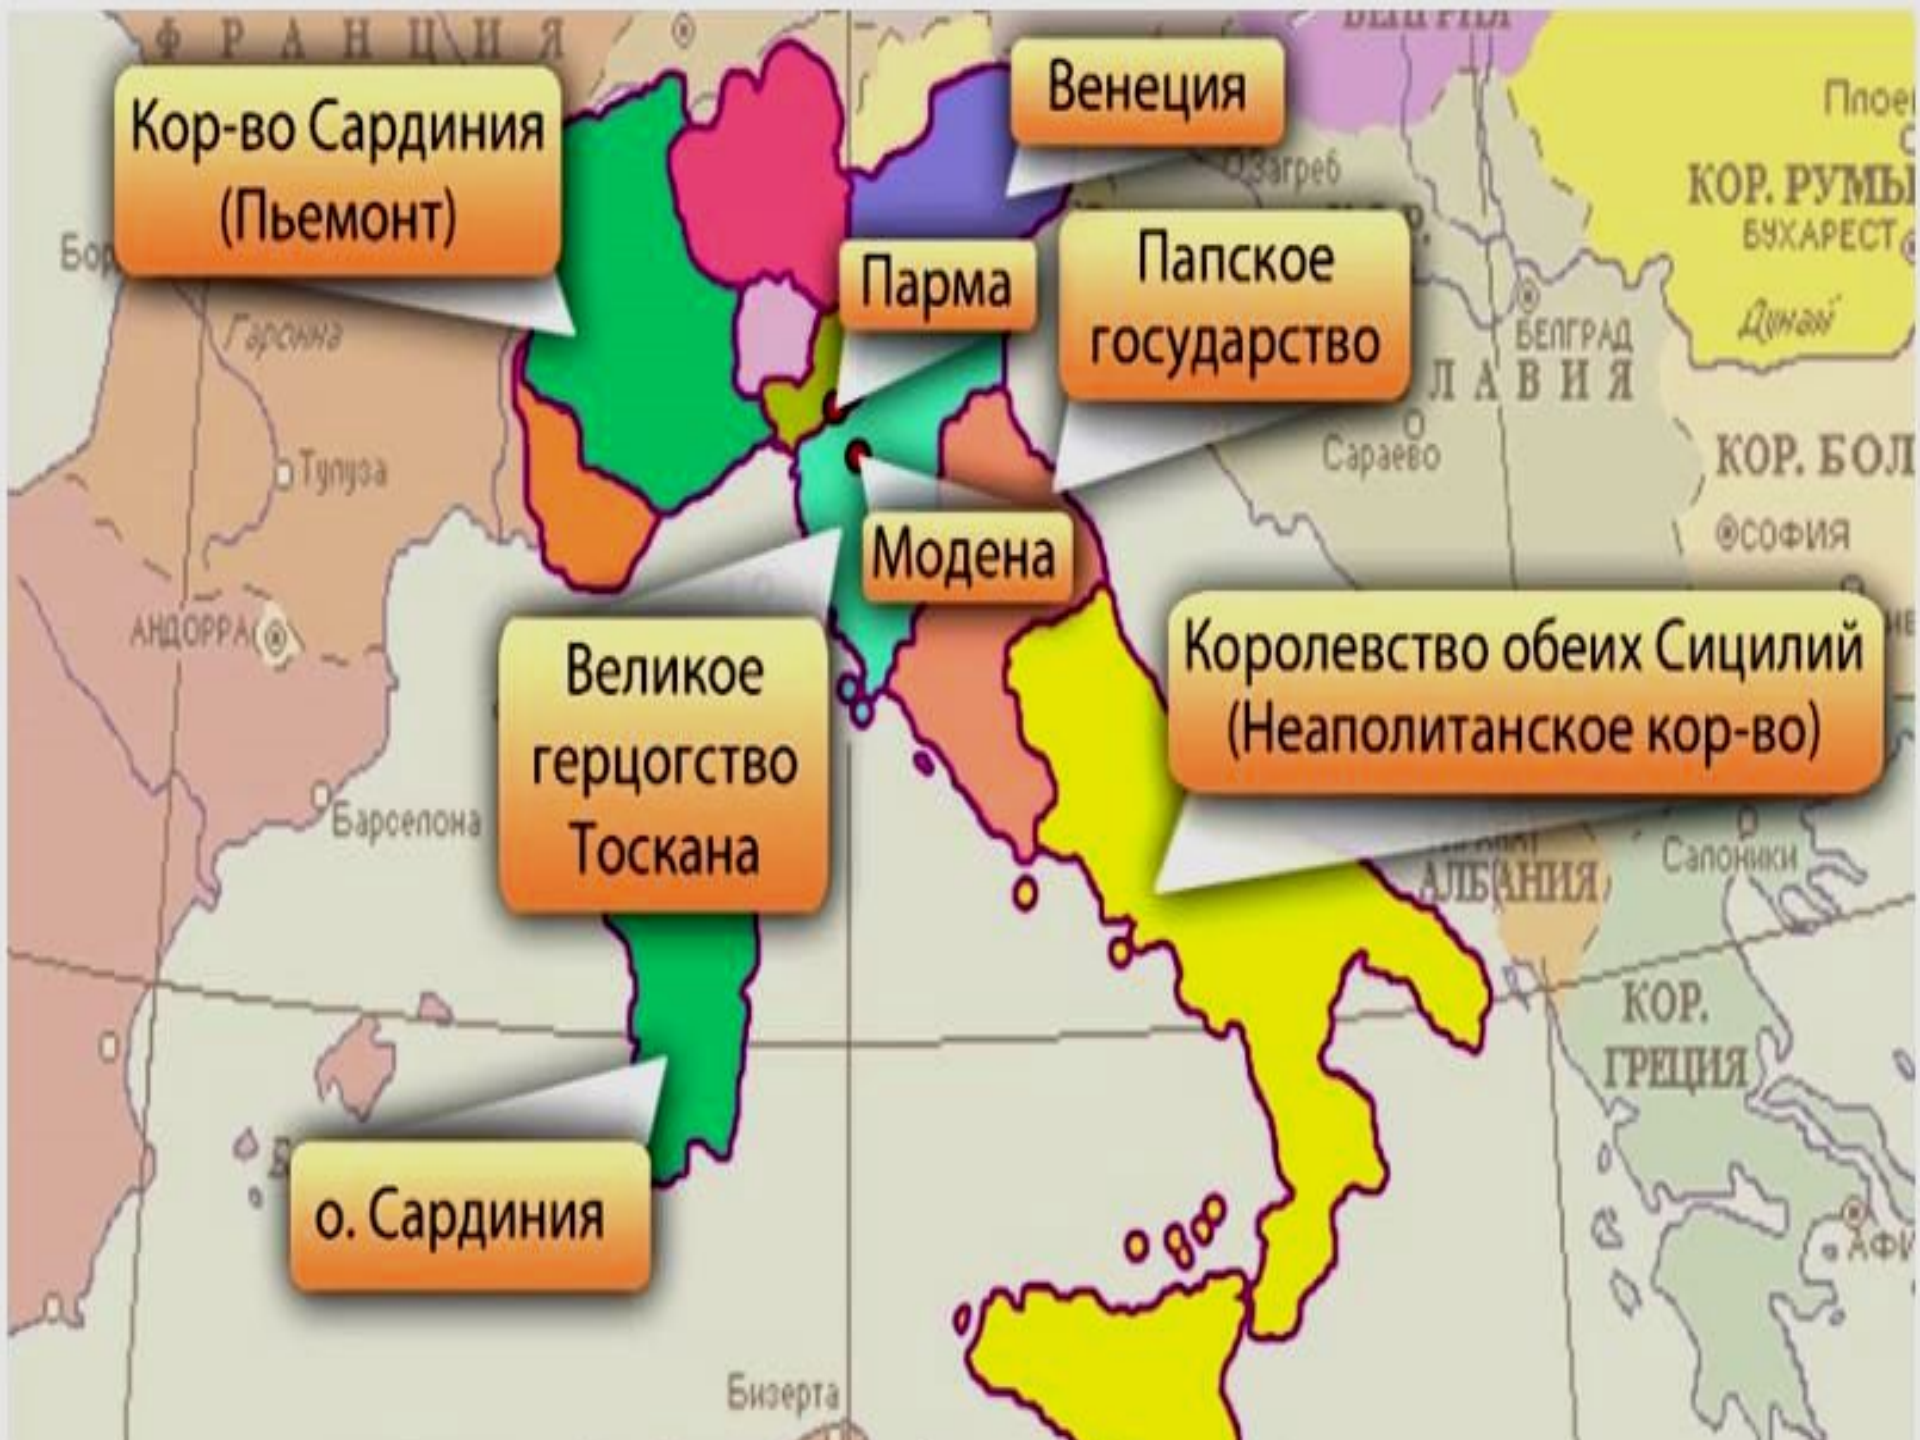 ФРАНЦИЯ
Кор-во Сардиния
(Пьемонт)
Венеция
Загреб
КОР.
БУХАРЕСТ
Парма
Папское
государство
Гаронна
БЕЛГРАД
Дунай
ЛАВИЯ
Тулуза
Сараево
КОР. БОЛ
СОФИЯ
Модена
АНДОРРА
Великое
герцогство
Тоскана
Королевство обеих Сицилий
(Неаполитанское кор-во)
Барселона
АЛБАНИЯ
Салоники
КОР.
ГРЕЦИЯ
о. Сардиния
Бизерта